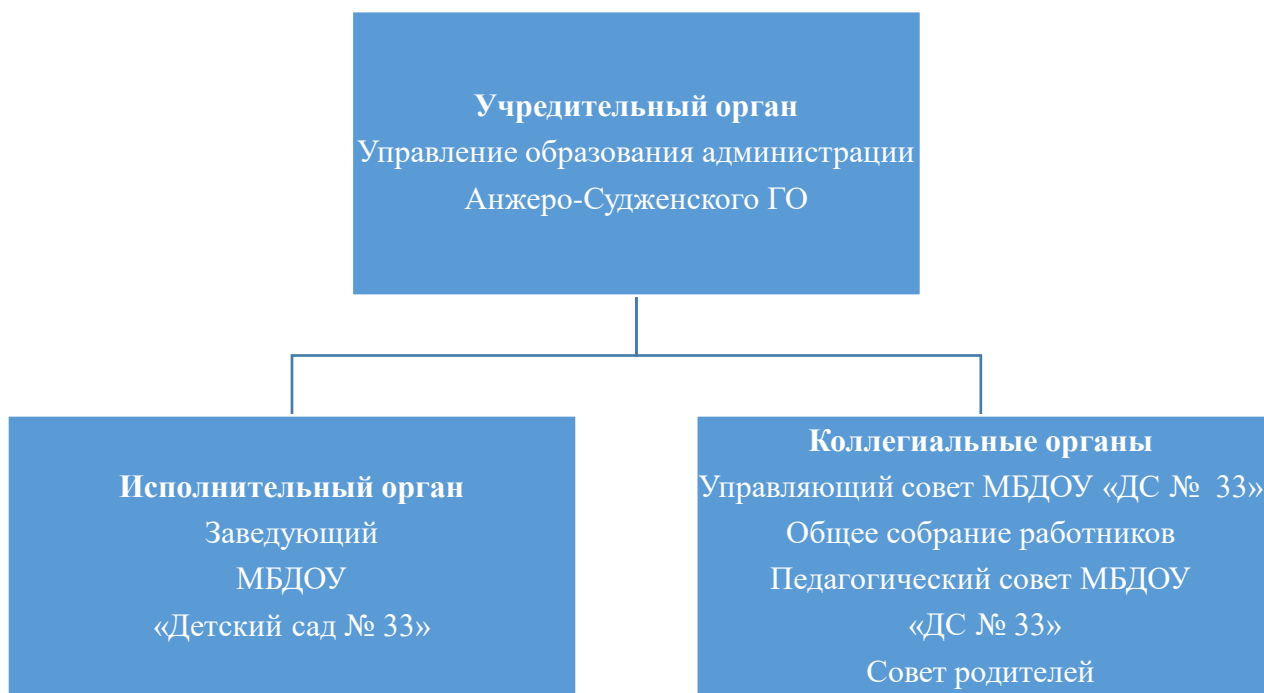 Учредительный орган
Управление образования администрации
Анжеро-Судженского ГО
Исполнительный орган
Заведующий
МБДОУ
«Детский сад № 33»
Коллегиальные органы
Управляющий совет МБДОУ «ДС № 33»
Общее собрание работников
Педагогический совет МБДОУ
«ДС № 33»
Совет родителей